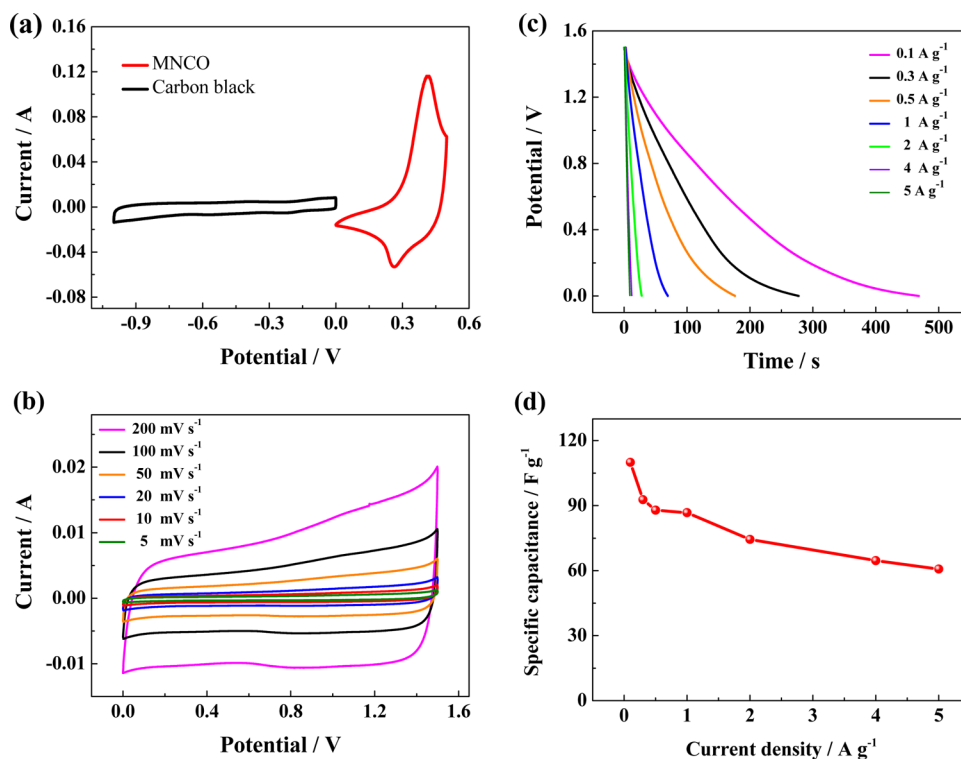 (a)
0.16
0.12
0.08
0.04
0.00
-0.04
-0.08
Current / A
MNCO
Carbon black
-0.9 -0.6 -0.3 0.0 0.3 0.6
Potential / V
(b)
0.02
0.01
0.00
-0.01
Current / A
200 mV s⁻¹
100 mV s⁻¹
50 mV s⁻¹
20 mV s⁻¹
10 mV s⁻¹
5 mV s⁻¹
0.0 0.4 0.8 1.2 1.6
Potential / V
(c)
1.6
1.2
0.8
0.4
0.0
Potential / V
0.1 A g⁻¹
0.3 A g⁻¹
0.5 A g⁻¹
1 A g⁻¹
2 A g⁻¹
4 A g⁻¹
5 A g⁻¹
0 100 200 300 400 500
Time / s
(d)
120
90
60
30
0
Specific capacitance / F g⁻¹
0 1 2 3 4 5
Current density / A g⁻¹